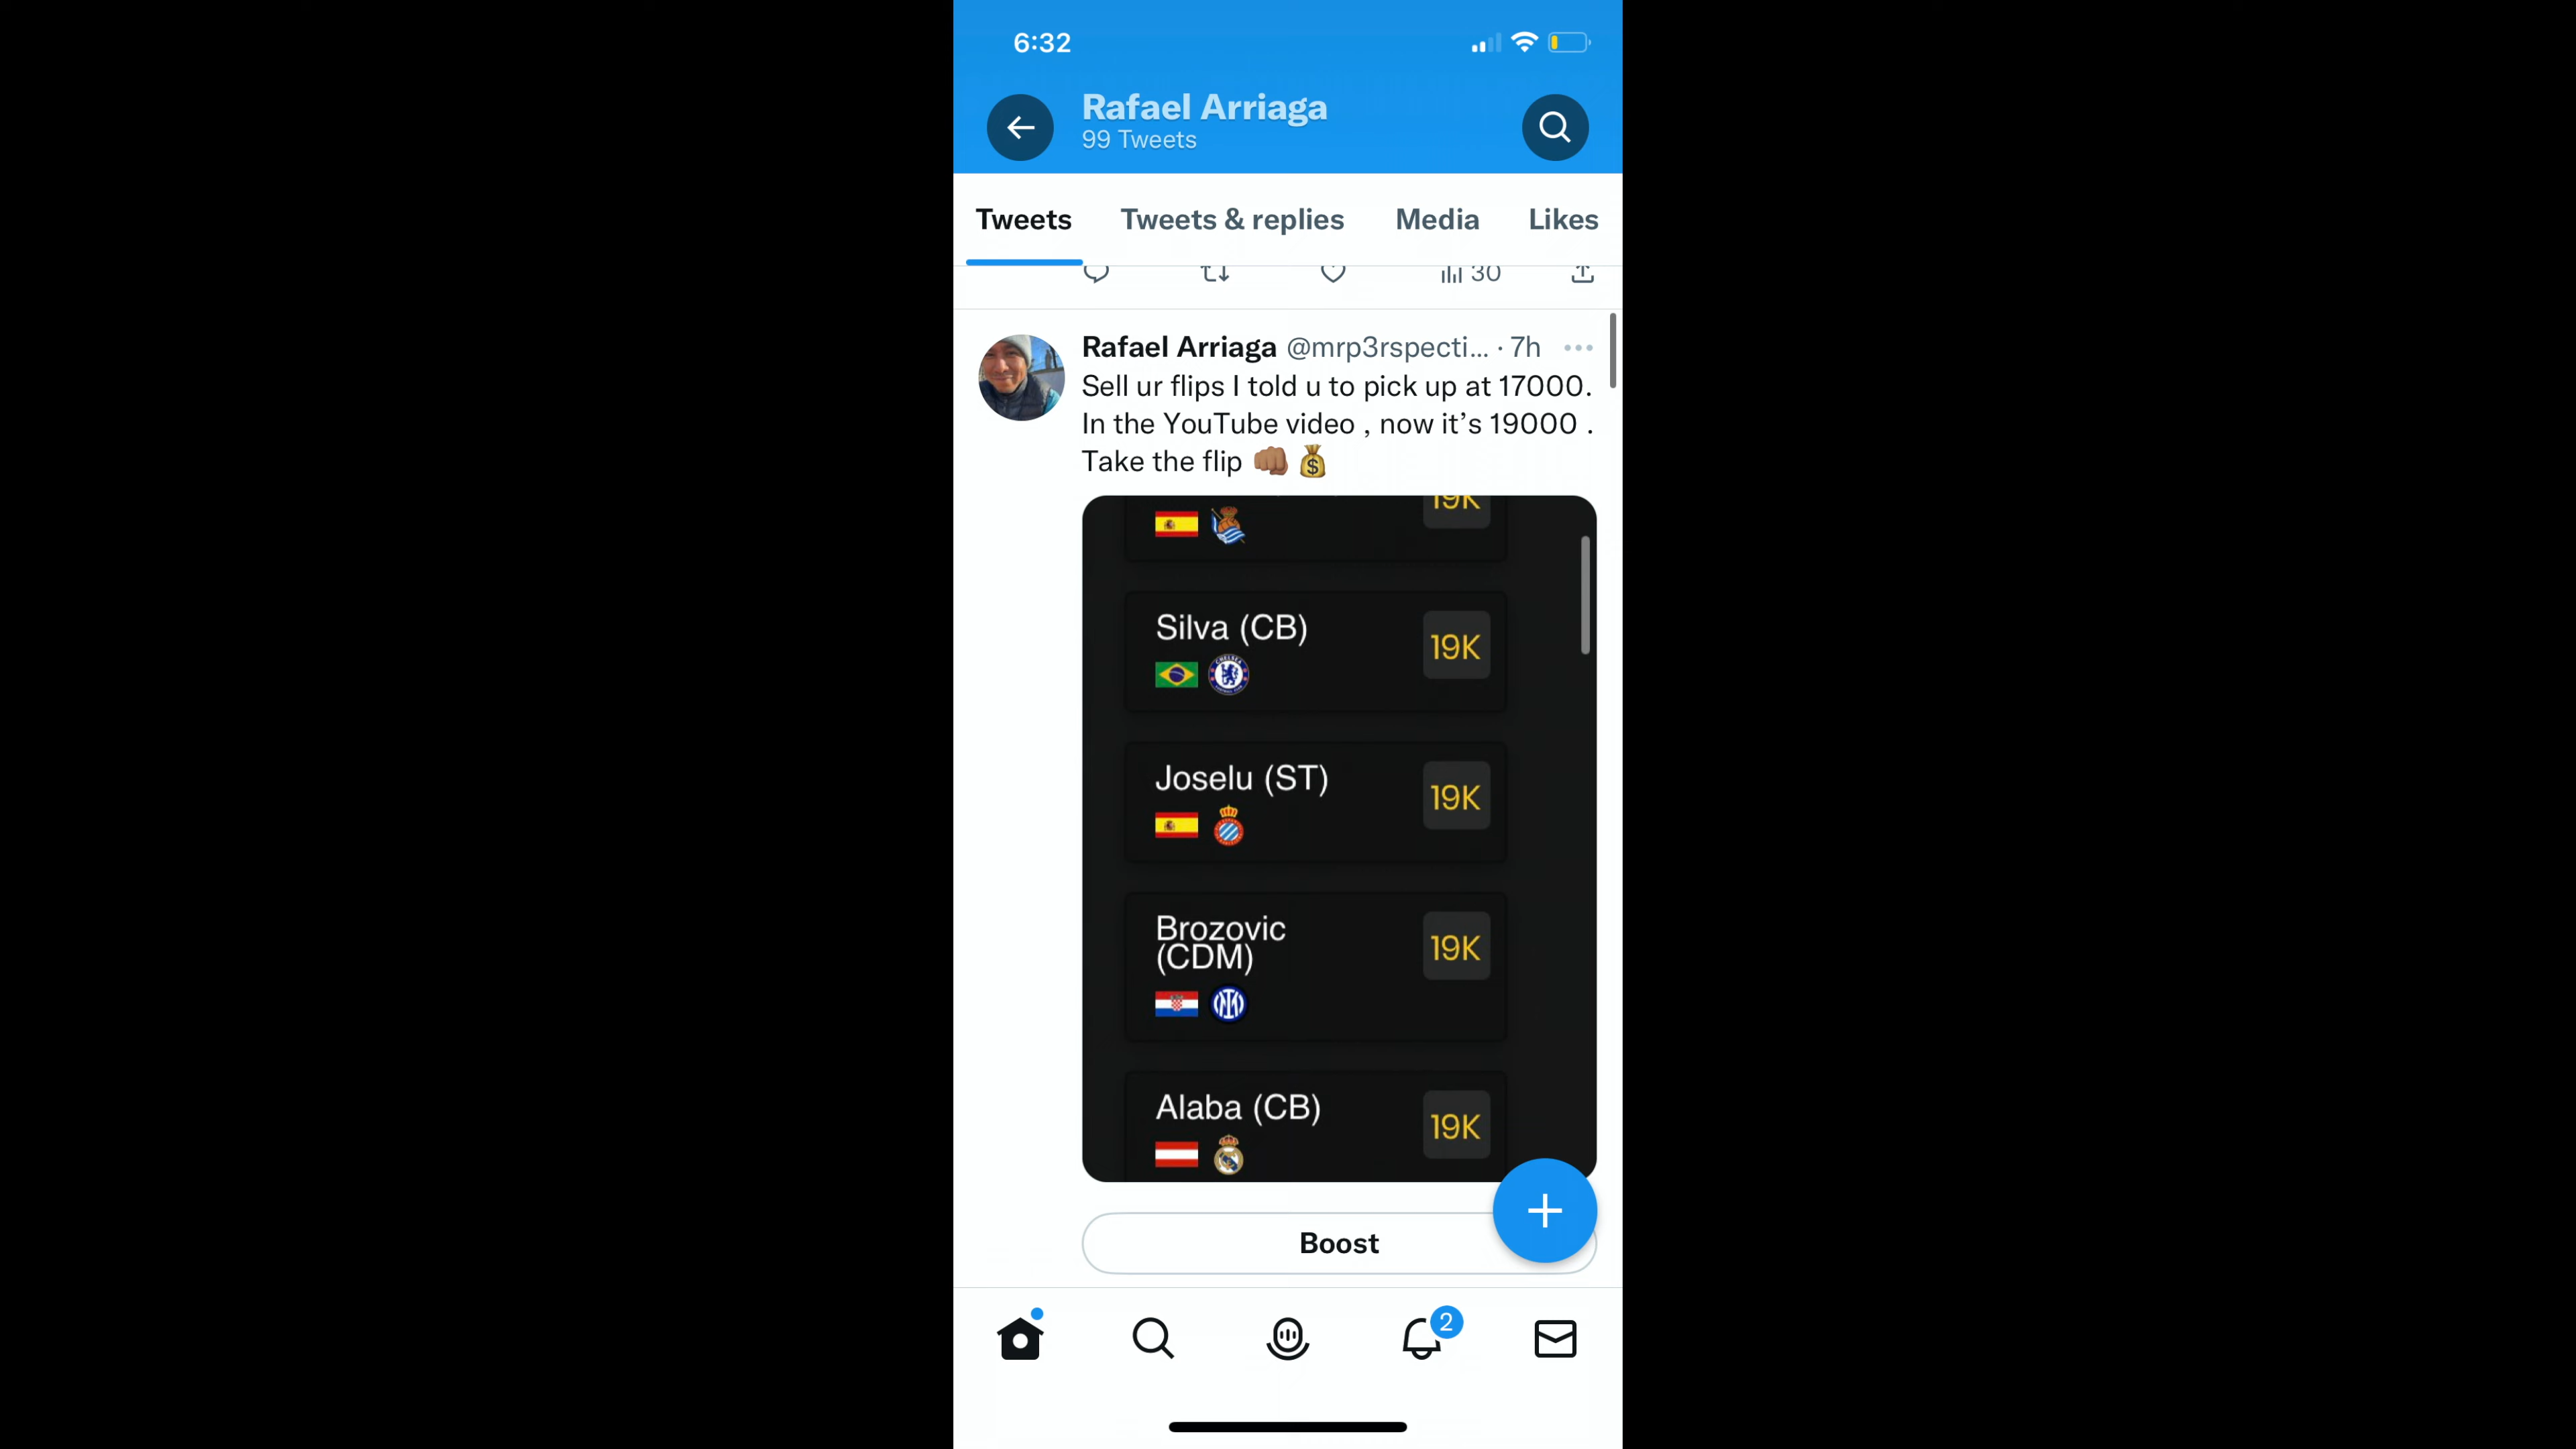 6:32
Rafael Arriaga
99 Tweets
Tweets Tweets & replies Media Likes
30
Rafael Arriaga @mrp3rspecti... · 7h
Sell ur flips I told u to pick up at 17000.
In the YouTube video , now it’s 19000 .
Take the flip 👊🏽 💰
19K
Silva (CB)
19K
Joselu (ST)
19K
Brozovic
(CDM)
19K
Alaba (CB)
19K
Boost
2